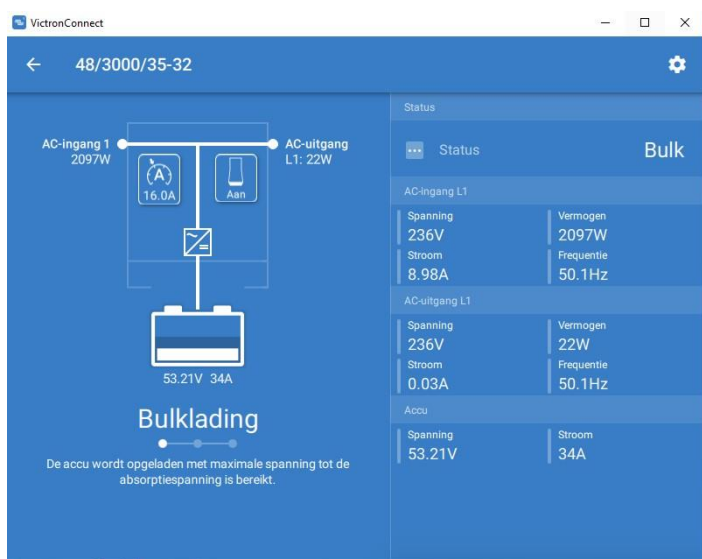 VictronConnect
48/3000/35-32
AC-ingang 1
2097W
AC-uitgang
L1: 22W
A
16.0A
Aan
53.21V 34A
Bulklading
De accu wordt opgeladen met maximale spanning tot de
absorptiespanning is bereikt.
Status
Status
Bulk
AC-ingang L1
Spanning
236V
Vermogen
2097W
Stroom
8.98A
Frequentie
50.1Hz
AC-uitgang L1
Spanning
236V
Vermogen
22W
Stroom
0.03A
Frequentie
50.1Hz
Accu
Spanning
53.21V
Stroom
34A